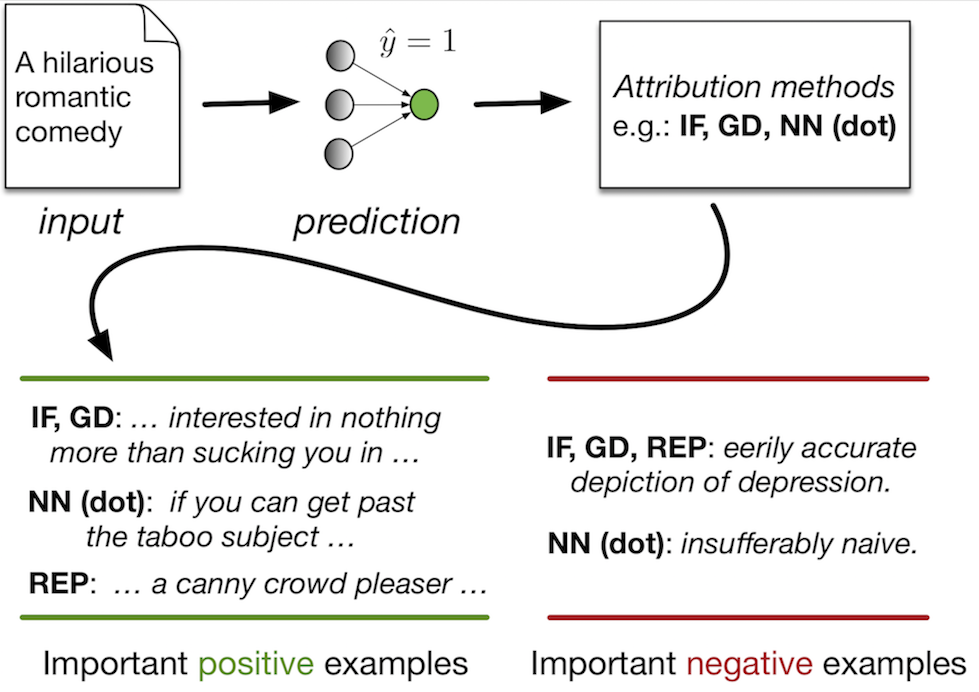 A hilarious
romantic
comedy
ŷ = 1
Attribution methods
e.g.: IF, GD, NN (dot)
input
prediction
IF, GD: … interested in nothing
more than sucking you in …
NN (dot): if you can get past
the taboo subject …
REP: … a canny crowd pleaser …
Important positive examples
IF, GD, REP: eerily accurate
depiction of depression.
NN (dot): insufferably naive.
Important negative examples